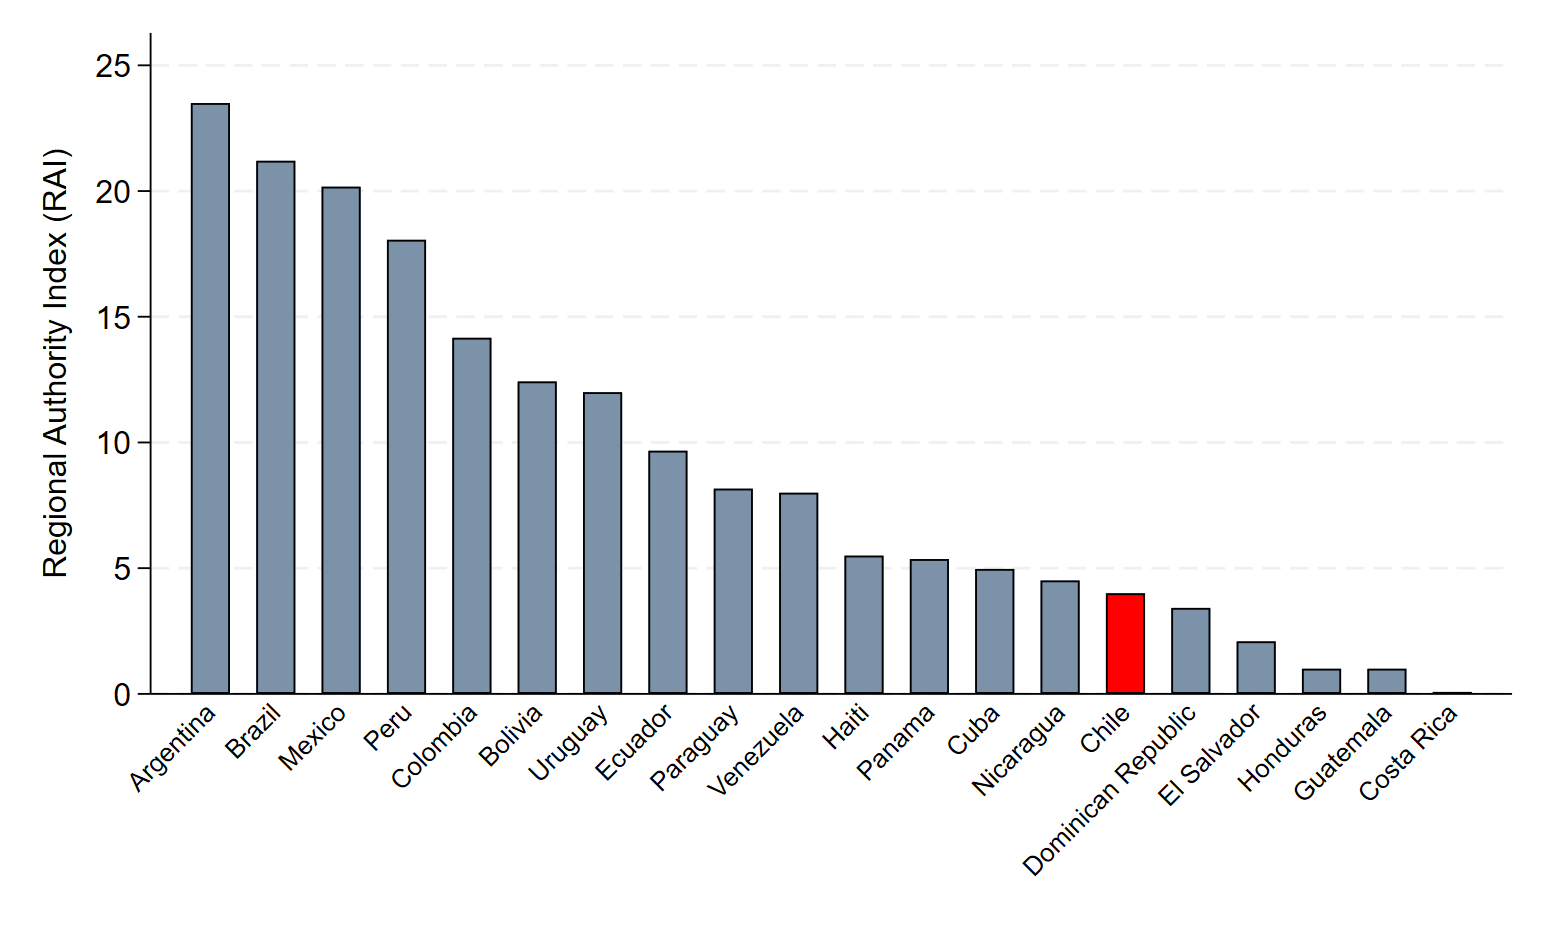 Regional Authority Index (RAI)
25
20
15
10
5
0
Argentina
Brazil
Mexico
Peru
Colombia
Bolivia
Uruguay
Ecuador
Paraguay
Venezuela
Haiti
Panama
Cuba
Nicaragua
Chile
Dominican Republic
El Salvador
Honduras
Guatemala
Costa Rica